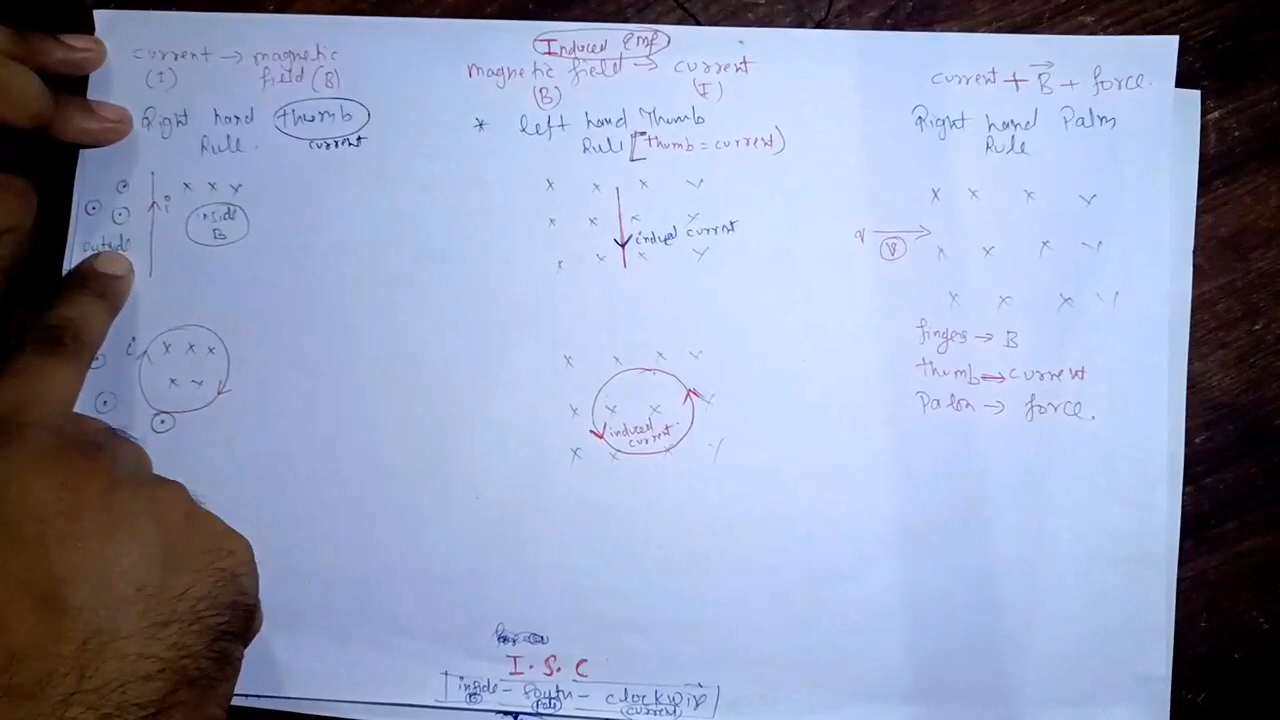 current → magnetic
(I) field (B)
Right hand thumb
Rule. current
i
inside
B
outside
i
Induced Emf
magnetic field → current
(B) (I)
* left hand Thumb
Rule [thumb = current)
induced current
induced
current
current + B + force.
Right hand Palm
Rule
q
v
finges → B
thumb → current
Palm → force.
I. S. C
inside - South - clockwise
(B) (Pole) (current)